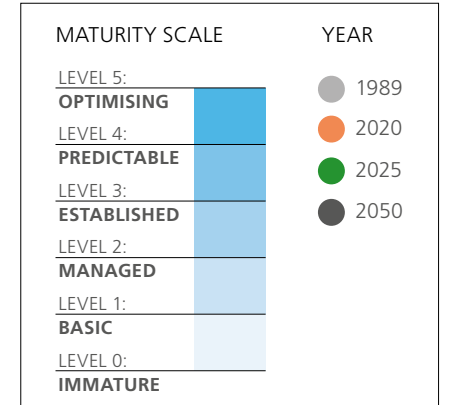 MATURITY SCALE
LEVEL 5:
OPTIMISING
LEVEL 4:
PREDICTABLE
LEVEL 3:
ESTABLISHED
LEVEL 2:
MANAGED
LEVEL 1:
BASIC
LEVEL 0:
IMMATURE
YEAR
1989
2020
2025
2050